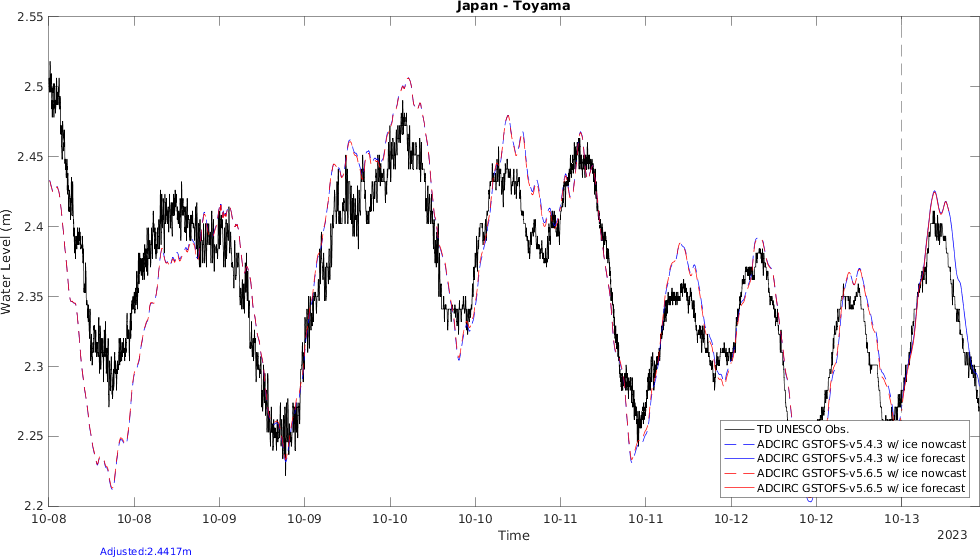 Japan - Toyama
2.55
2.5
2.45
2.4
2.35
2.3
2.25
2.2
Water Level (m)
TD UNESCO Obs.
ADCIRC GSTOFS-v5.4.3 w/ ice nowcast
ADCIRC GSTOFS-v5.4.3 w/ ice forecast
ADCIRC GSTOFS-v5.6.5 w/ ice nowcast
ADCIRC GSTOFS-v5.6.5 w/ ice forecast
10-08 10-08 10-09 10-09 10-10 10-10 10-11 10-11 10-12 10-12 10-13
Time
2023
Adjusted:2.4417m